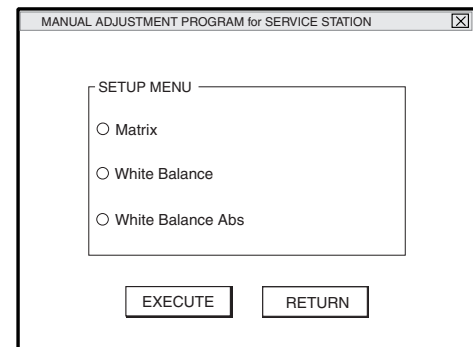 MANUAL ADJUSTMENT PROGRAM for SERVICE STATION
SETUP MENU
Matrix
White Balance
White Balance Abs
EXECUTE RETURN